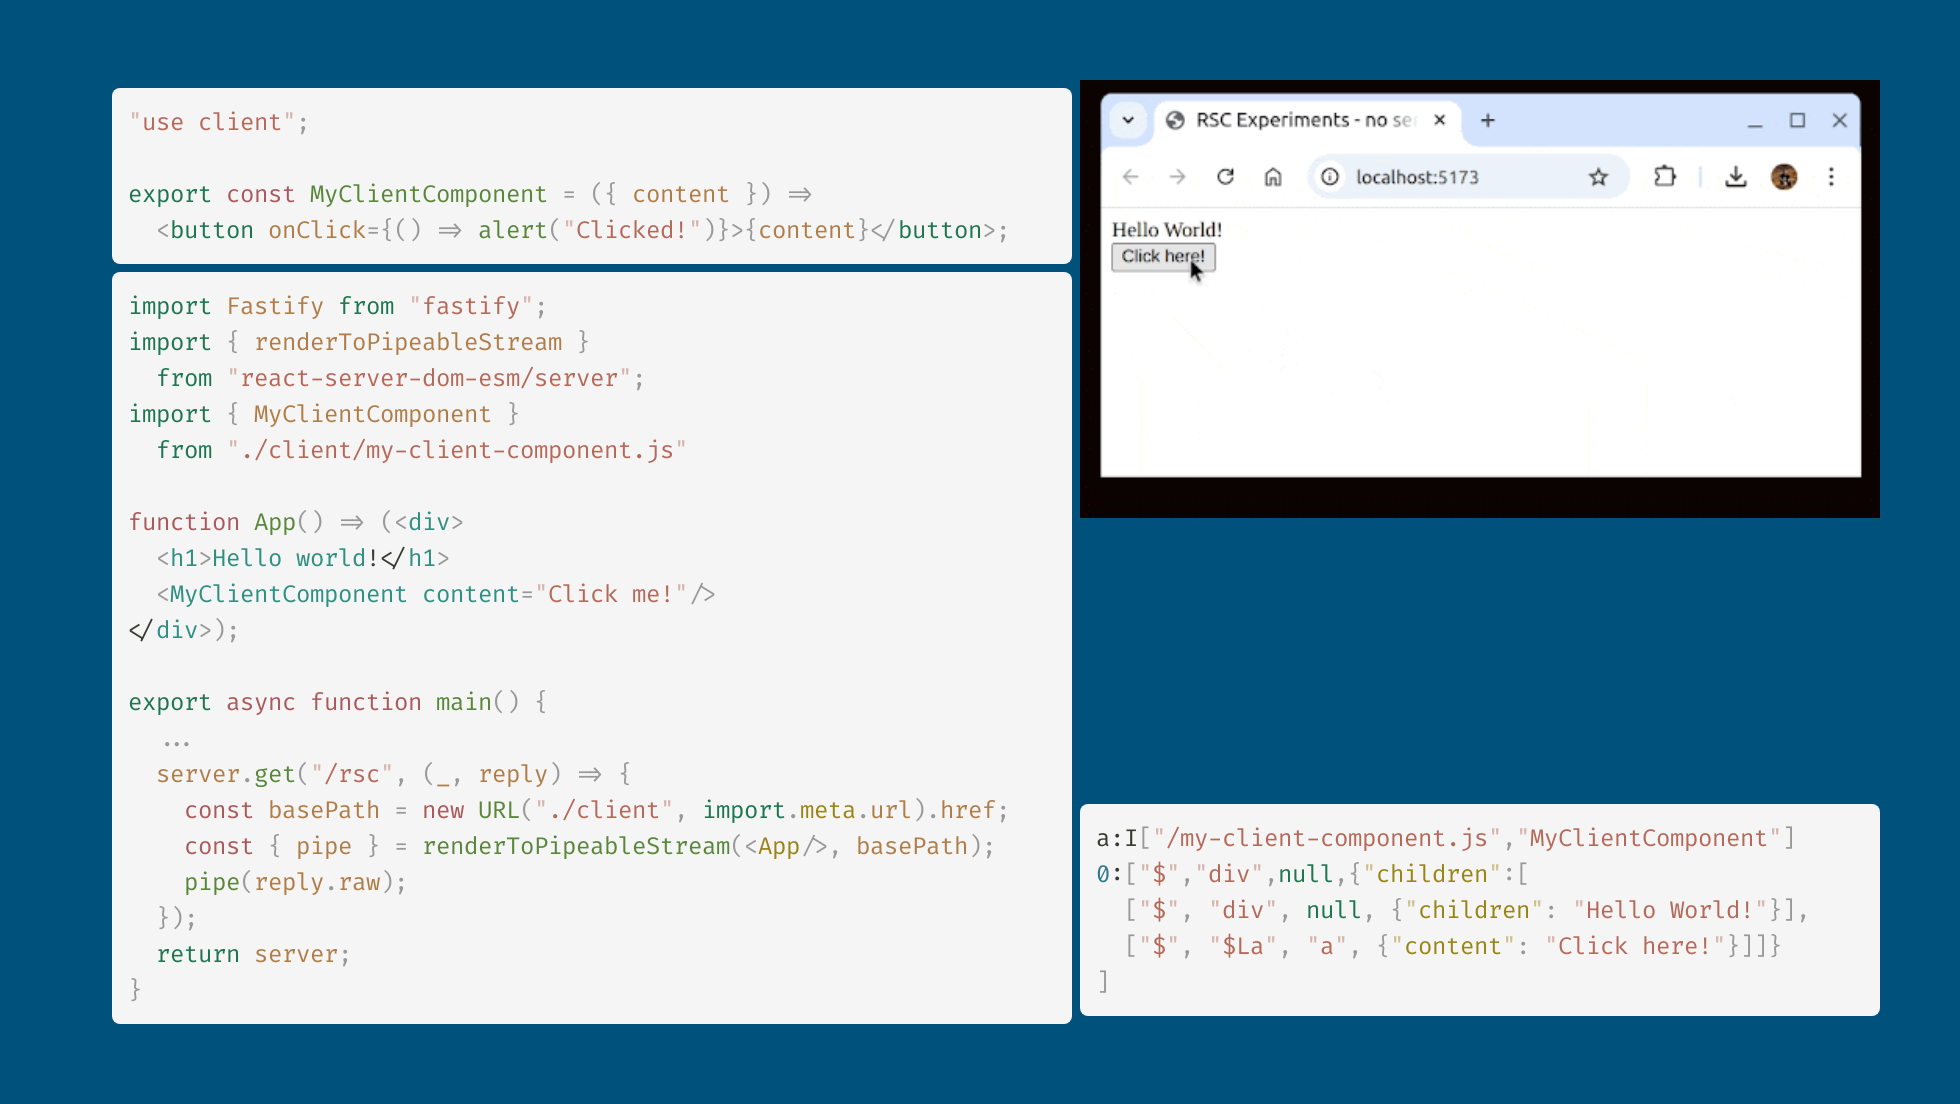 "use client";
export const MyClientComponent = ({ content }) =>
  <button onClick={() => alert("Clicked!")}>{content}</button>;
import Fastify from "fastify";
import { renderToPipeableStream }
  from "react-server-dom-esm/server";
import { MyClientComponent }
  from "./client/my-client-component.js"
function App() => (<div>
  <h1>Hello world!</h1>
  <MyClientComponent content="Click me!"/>
</div>);
export async function main() {
  ...
  server.get("/rsc", (_, reply) => {
    const basePath = new URL("./client", import.meta.url).href;
    const { pipe } = renderToPipeableStream(<App/>, basePath);
    pipe(reply.raw);
  });
  return server;
}
RSC Experiments - no ser
localhost:5173
Hello World!
Click here!
a:I["/my-client-component.js","MyClientComponent"]
0:["$","div",null,{"children":[
  ["$", "div", null, {"children": "Hello World!"}],
  ["$", "$La", "a", {"content": "Click here!"}]]}
]